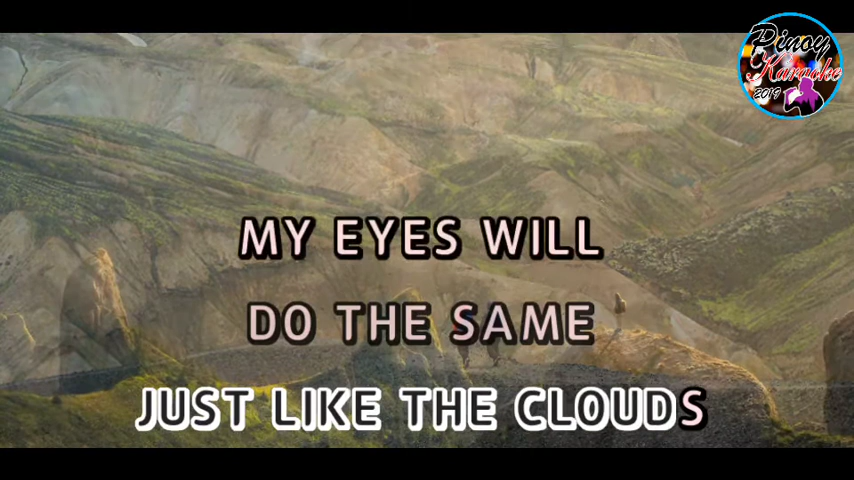 Pinoy
Karaoke
2019
MY EYES WILL
DO THE SAME
JUST LIKE THE CLOUDS